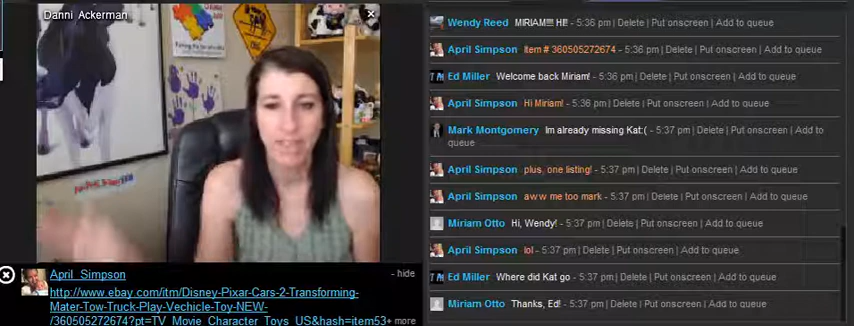 Danni Ackerman
April Simpson
- hide
http://www.ebay.com/itm/Disney-Pixar-Cars-2-Transforming-
Mater-Tow-Truck-Play-Vechicle-Toy-NEW-
/360505272674?pt=TV_Movie_Character_Toys_US&hash=item53
+ more
Wendy Reed MIRIAM!!! HI!! - 5:36 pm | Delete | Put onscreen | Add to queue
April Simpson Item # 360505272674 - 5:36 pm | Delete | Put onscreen | Add to queue
Ed Miller Welcome back Miriam! - 5:36 pm | Delete | Put onscreen | Add to queue
April Simpson Hi Miriam! - 5:36 pm | Delete | Put onscreen | Add to queue
Mark Montgomery Im already missing Kat:( - 5:37 pm | Delete | Put onscreen | Add to
queue
April Simpson plus, one listing! - 5:37 pm | Delete | Put onscreen | Add to queue
April Simpson aww me too mark - 5:37 pm | Delete | Put onscreen | Add to queue
Miriam Otto Hi, Wendy! - 5:37 pm | Delete | Put onscreen | Add to queue
April Simpson lol - 5:37 pm | Delete | Put onscreen | Add to queue
Ed Miller Where did Kat go - 5:37 pm | Delete | Put onscreen | Add to queue
Miriam Otto Thanks, Ed! - 5:37 pm | Delete | Put onscreen | Add to queue